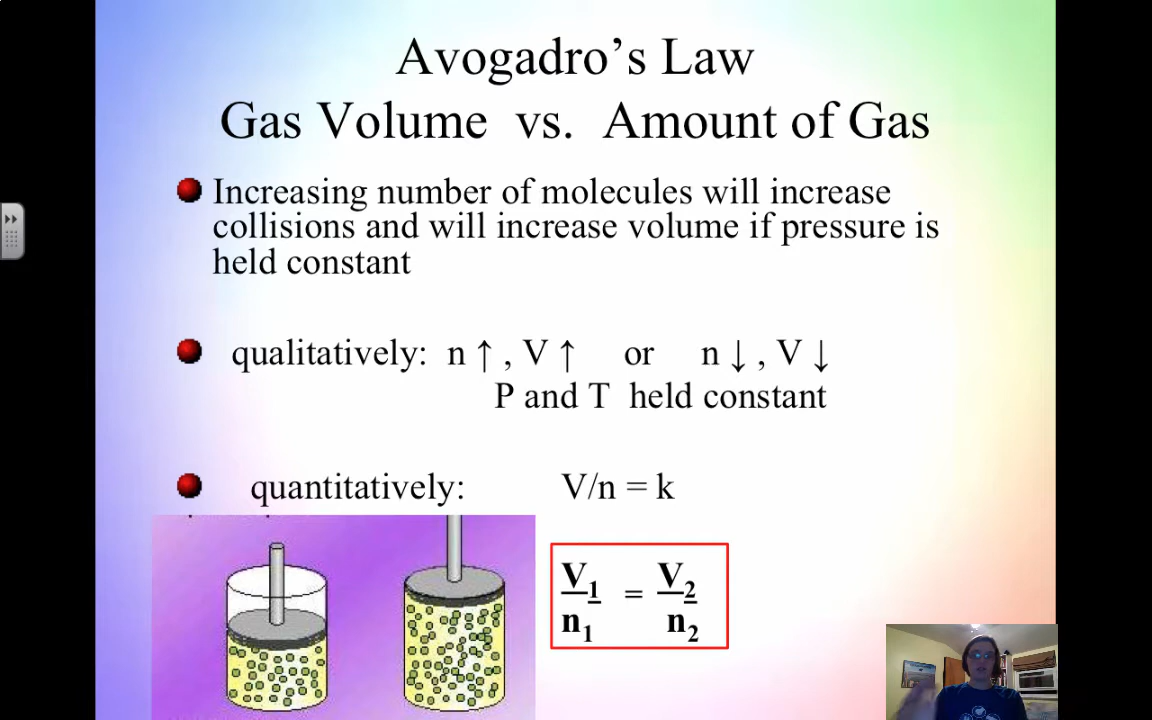 Avogadro’s Law
Gas Volume vs. Amount of Gas
Increasing number of molecules will increase
collisions and will increase volume if pressure is
held constant
qualitatively: n ↑ , V ↑ or n ↓ , V ↓
P and T held constant
quantitatively: V/n = k
V₁ = V₂
n₁ n₂